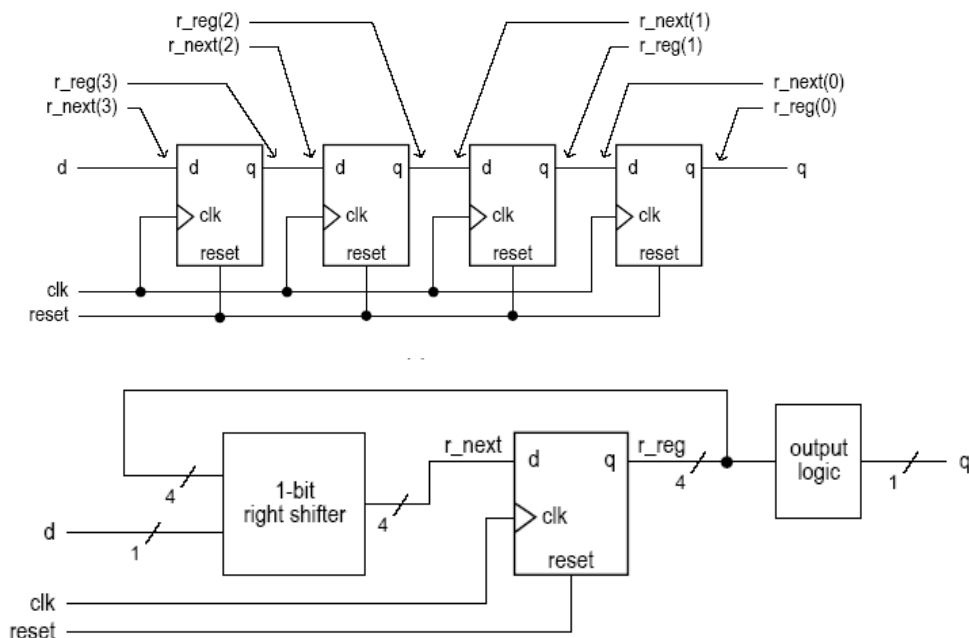 r_reg(2)
r_next(2)
r_next(1)
r_reg(1)
r_reg(3)
r_next(3)
r_next(0)
r_reg(0)
d
d q
d q
d q
d q
q
clk
clk
clk
clk
reset
reset
reset
reset
clk
reset
r_next
r_reg
4
1-bit
right shifter
4
d q
4
output
logic
1
q
d
1
clk
reset
clk
reset